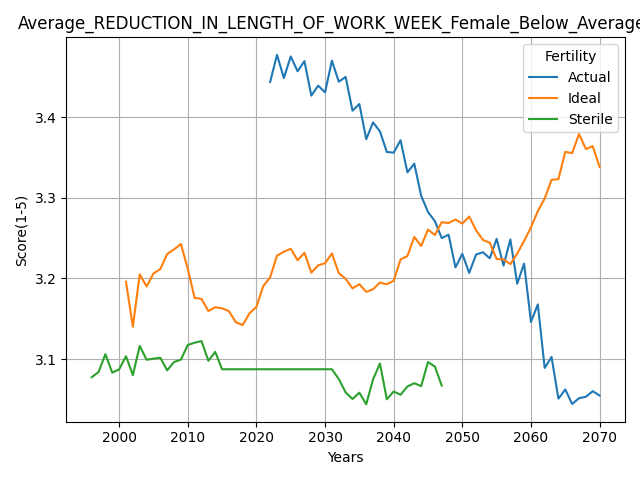 Average_REDUCTION_IN_LENGTH_OF_WORK_WEEK_Female_Below_Average
Fertility
Actual
Ideal
Sterile
Score(1-5)
3.4
3.3
3.2
3.1
2000 2010 2020 2030 2040 2050 2060 2070
Years